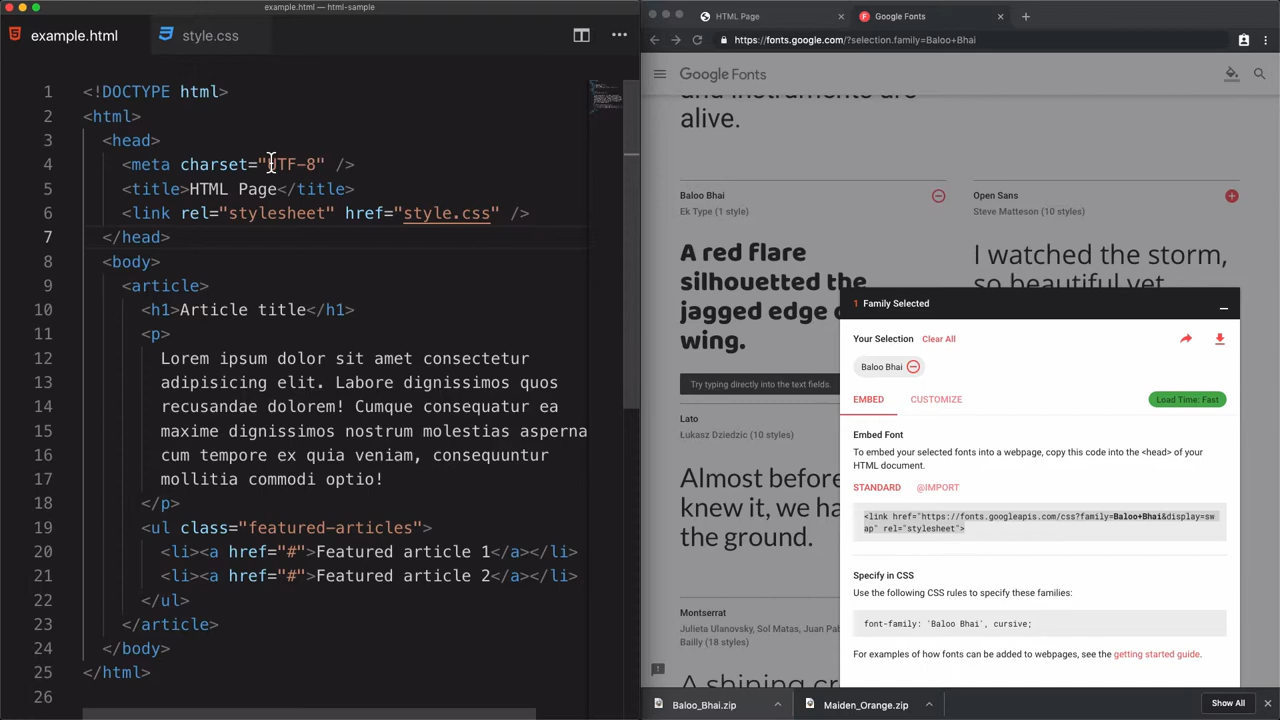 example.html — html-sample
example.html
style.css
1 <!DOCTYPE html>
2 <html>
3 <head>
4 <meta charset="UTF-8" />
5 <title>HTML Page</title>
6 <link rel="stylesheet" href="style.css" />
7 </head>
8 <body>
9 <article>
10 <h1>Article title</h1>
11 <p>
12 Lorem ipsum dolor sit amet consectetur
13 adipisicing elit. Labore dignissimos quos
14 recusandae dolorem! Cumque consequatur ea
15 maxime dignissimos nostrum molestias asperna
16 cum tempore ex quia veniam, consequuntur
17 mollitia commodi optio!
18 </p>
19 <ul class="featured-articles">
20 <li><a href="#">Featured article 1</a></li>
21 <li><a href="#">Featured article 2</a></li>
22 </ul>
23 </article>
24 </body>
25 </html>
26
HTML Page
Google Fonts
https://fonts.google.com/?selection.family=Baloo+Bhai
Google Fonts
and instruments are
alive.
Baloo Bhai
Ek Type (1 style)
A red flare
silhouetted the
jagged edge o
wing.
Try typing directly into the text fields.
Open Sans
Steve Matteson (10 styles)
I watched the storm,
so beautiful yet
Lato
Łukasz Dziedzic (10 styles)
Almost before
knew it, we ha
the ground.
Montserrat
Julieta Ulanovsky, Sol Matas, Juan Pab
Bailly (18 styles)
A shining cr
1 Family Selected
Your Selection Clear All
Baloo Bhai
EMBED CUSTOMIZE Load Time: Fast
Embed Font
To embed your selected fonts into a webpage, copy this code into the <head> of your
HTML document.
STANDARD @IMPORT
<link href="https://fonts.googleapis.com/css?family=Baloo+Bhai&display=sw
ap" rel="stylesheet">
Specify in CSS
Use the following CSS rules to specify these families:
font-family: 'Baloo Bhai', cursive;
For examples of how fonts can be added to webpages, see the getting started guide.
Baloo_Bhai.zip
Maiden_Orange.zip
Show All